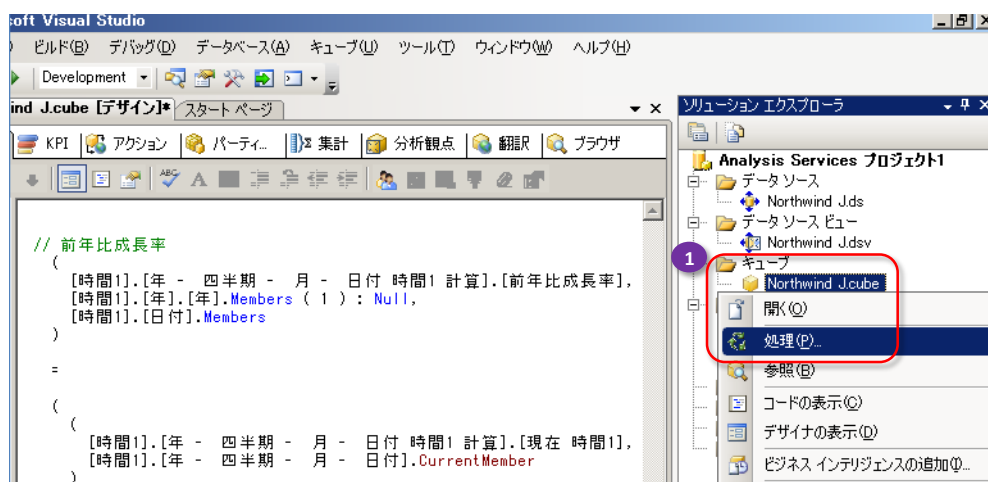 soft Visual Studio
ビルド(B) デバッグ(D) データベース(A) キューブ(U) ツール(T) ウィンドウ(W) ヘルプ(H)
Development
ind J.cube [デザイン]* スタート ページ
KPI アクション パーティ... 集計 分析観点 翻訳 ブラウザ
// 前年比成長率
(
[時間1].[年 - 四半期 - 月 - 日付 時間1 計算].[前年比成長率],
[時間1].[年].[年].Members ( 1 ) : Null,
[時間1].[日付].Members
)
=
(
(
[時間1].[年 - 四半期 - 月 - 日付 時間1 計算].[現在 時間1],
[時間1].[年 - 四半期 - 月 - 日付].CurrentMember
)
ソリューション エクスプローラ
Analysis Services プロジェクト1
データ ソース
Northwind J.ds
データ ソース ビュー
Northwind J.dsv
1
キューブ
Northwind J.cube
開く(O)
処理(P)...
参照(B)
コードの表示(C)
デザイナの表示(D)
ビジネス インテリジェンスの追加(I)...